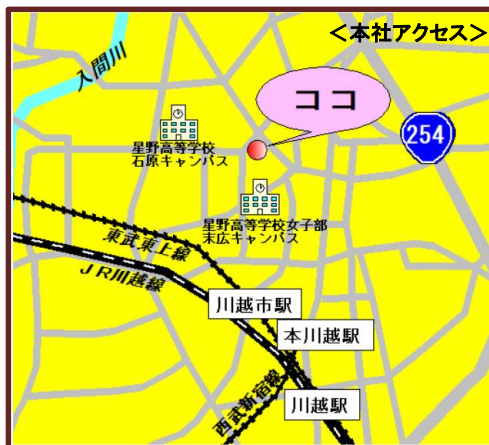 ＜本社アクセス＞
入間川
ココ
254
星野高等学校
石原キャンパス
星野高等学校女子部
末広キャンパス
東武東上線
JR川越線
川越市駅
本川越駅
西武新宿線
川越駅